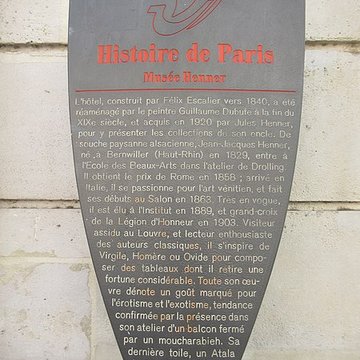 Histoire de Paris
Musée Henner
L'hôtel, construit par Félix Escalier vers 1840, a été
réaménagé par le peintre Guillaume Dubufe à la fin du
XIXe siècle, et acquis en 1920 par Jules Henner,
pour y présenter les collections de son oncle. De
souche paysanne alsacienne, Jean-Jacques Henner,
né à Bernwiller (Haut-Rhin) en 1829, entre à
l'Ecole des Beaux-Arts dans l'atelier de Drolling.
Il obtient le prix de Rome en 1858 ; arrivé en
Italie, il se passionne pour l'art vénitien, et fait
ses débuts au Salon en 1863. Très en vogue,
il est élu à l'Institut en 1889, et grand-croix
de la Légion d'Honneur en 1903. Visiteur
assidu au Louvre, et lecteur enthousiaste
des auteurs classiques, il s'inspire de
Virgile, Homère ou Ovide pour compo-
ser des tableaux dont il retire une
fortune considérable. Toute son œu-
vre dénote un goût marqué pour
l'érotisme et l'exotisme, tendance
confirmée par la présence dans
son atelier d'un balcon fermé
par un moucharabieh. Sa
dernière toile, un Atala